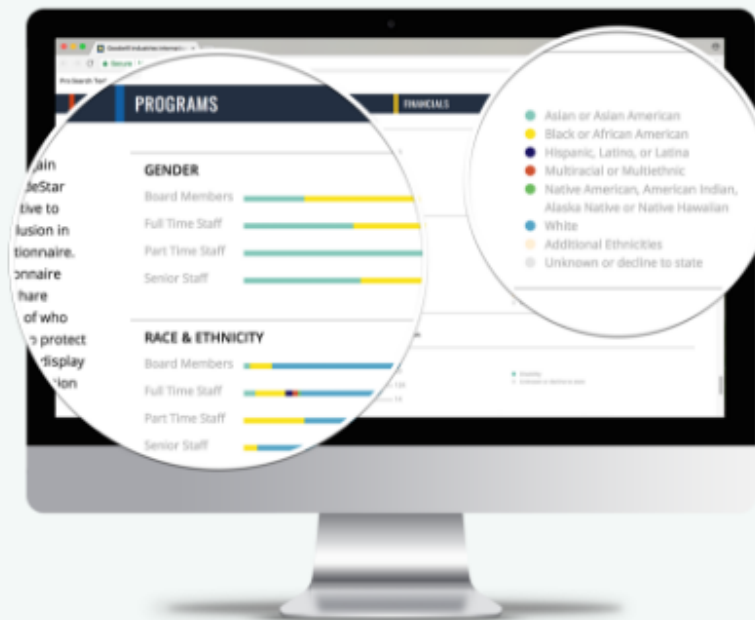 Secure
PROGRAMS
FINANCIALS
ain
deStar
tive to
lusion in
tionnaire.
onnaire
hare
of who
protect
display
GENDER
Board Members
Full Time Staff
Part Time Staff
Senior Staff
RACE & ETHNICITY
Board Members
Full Time Staff
Part Time Staff
Senior Staff
Asian or Asian American
Black or African American
Hispanic, Latino, or Latina
Multiracial or Multiethnic
Native American, American Indian,
Alaska Native or Native Hawaiian
White
Additional Ethnicities
Unknown or decline to state